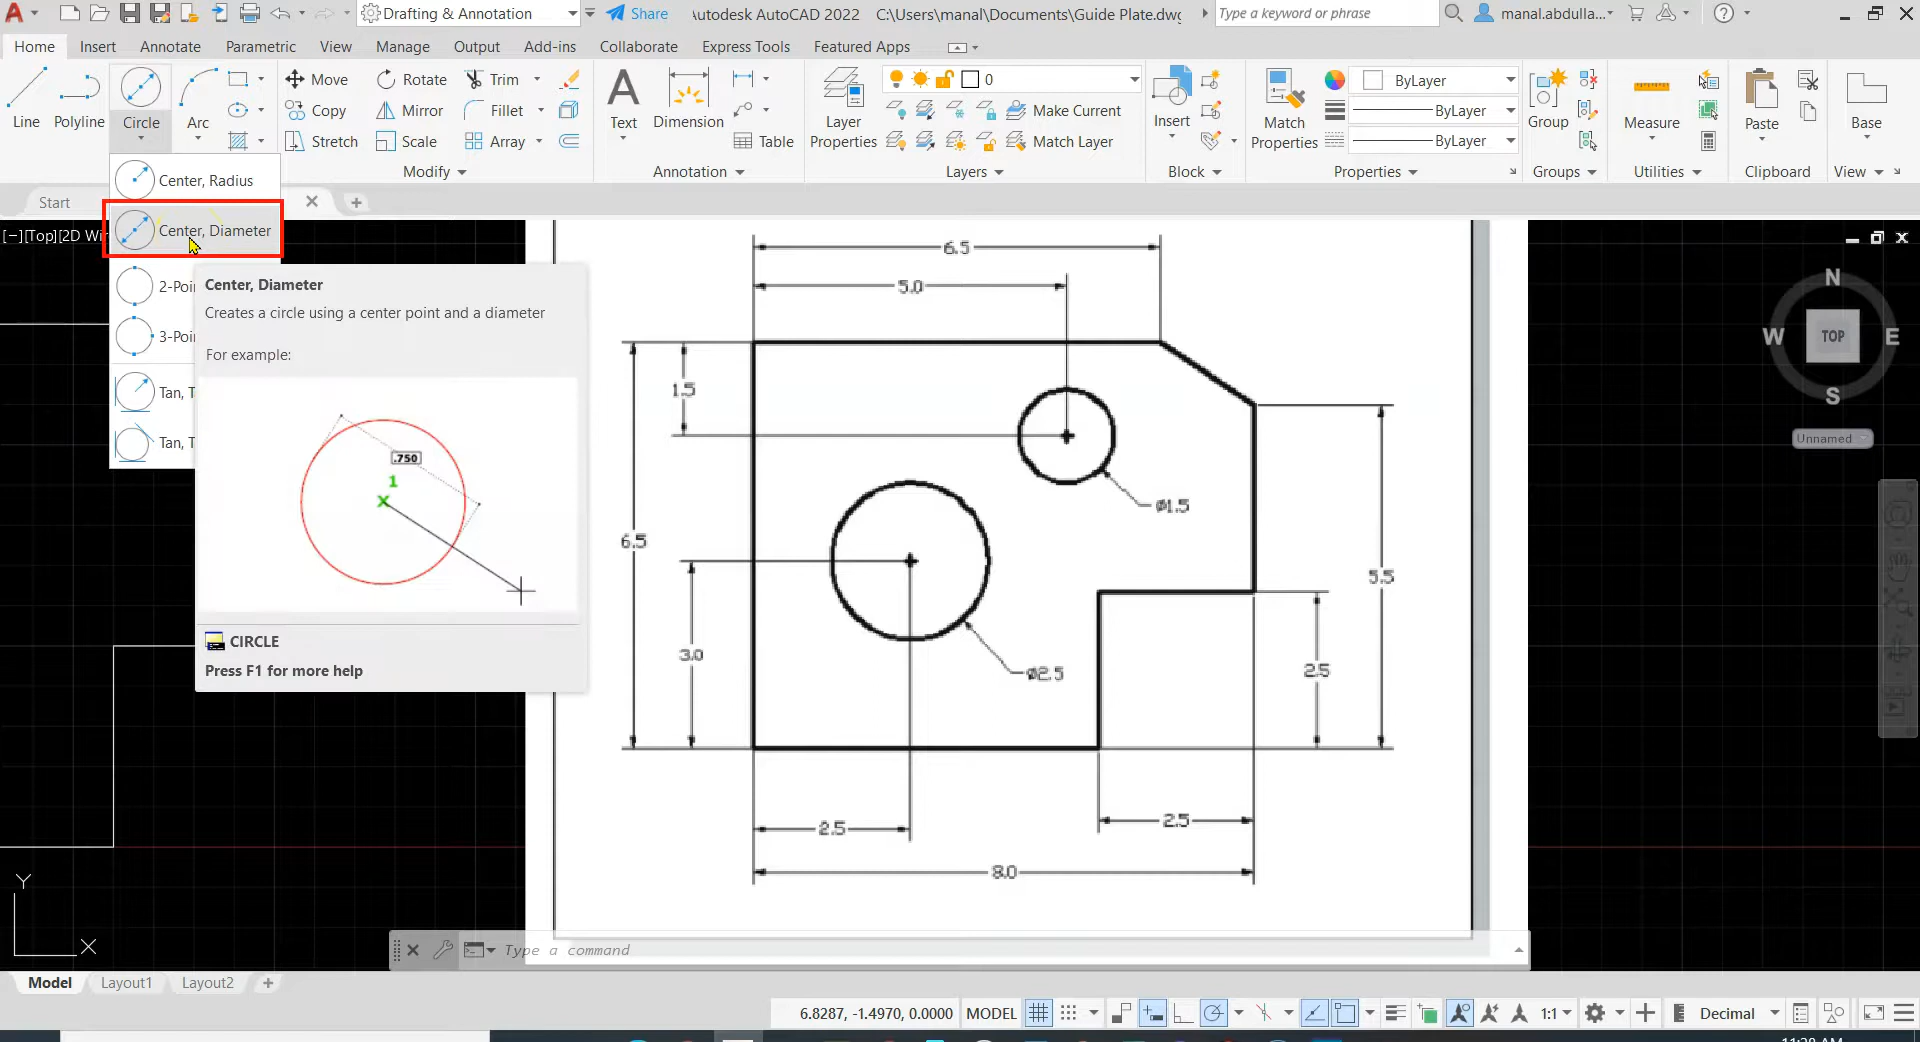 Drafting & Annotation
Share
Autodesk AutoCAD 2022
C:\Users\manal\Documents\Guide Plate.dwg
Type a keyword or phrase
manal.abdulla...
Home Insert Annotate Parametric View Manage Output Add-ins Collaborate Express Tools Featured Apps
Line
Polyline
Circle
Arc
Move
Rotate
Trim
Copy
Mirror
Fillet
Stretch
Scale
Array
Modify
Text
Dimension
Table
Annotation
Layer
Properties
0
Make Current
Match Layer
Layers
Insert
Block
Match
Properties
ByLayer
ByLayer
ByLayer
Properties
Group
Groups
Measure
Utilities
Paste
Clipboard
Base
View
Start
Center, Radius
Center, Diameter
2-Poi
3-Poi
Tan, T
Tan, T
[−][Top][2D Wi
Center, Diameter
Creates a circle using a center point and a diameter
For example:
.750
1
X
CIRCLE
Press F1 for more help
6.5
5.0
1.5
Ø1.5
6.5
5.5
3.0
Ø2.5
2.5
2.5
2.5
8.0
N
W TOP E
S
Unnamed
Y
X
Type a command
Model Layout1 Layout2
6.8287, -1.4970, 0.0000 MODEL
1:1
Decimal